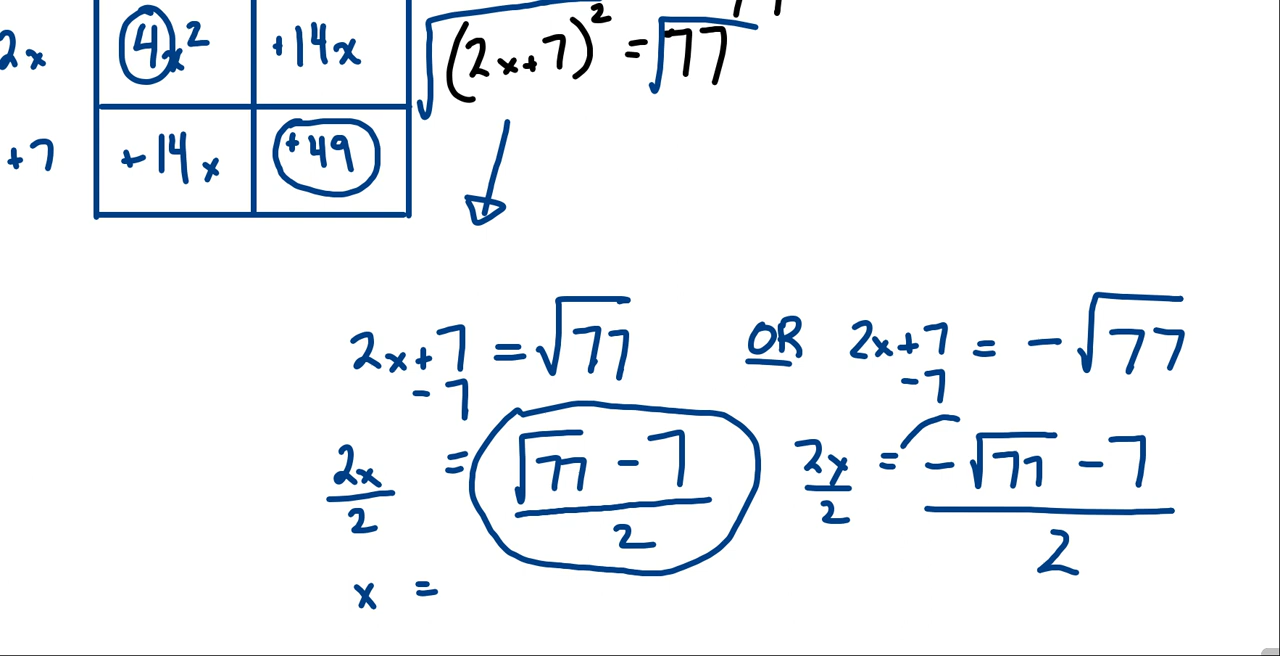 2x 4x² +14x √(2x+7)² = √77
+7 +14x +49
2x+7 = √77 OR 2x+7 = -√77
-7 -7
2x/2 = (√77 - 7)/2 2x/2 = (-√77 - 7)/2
x =